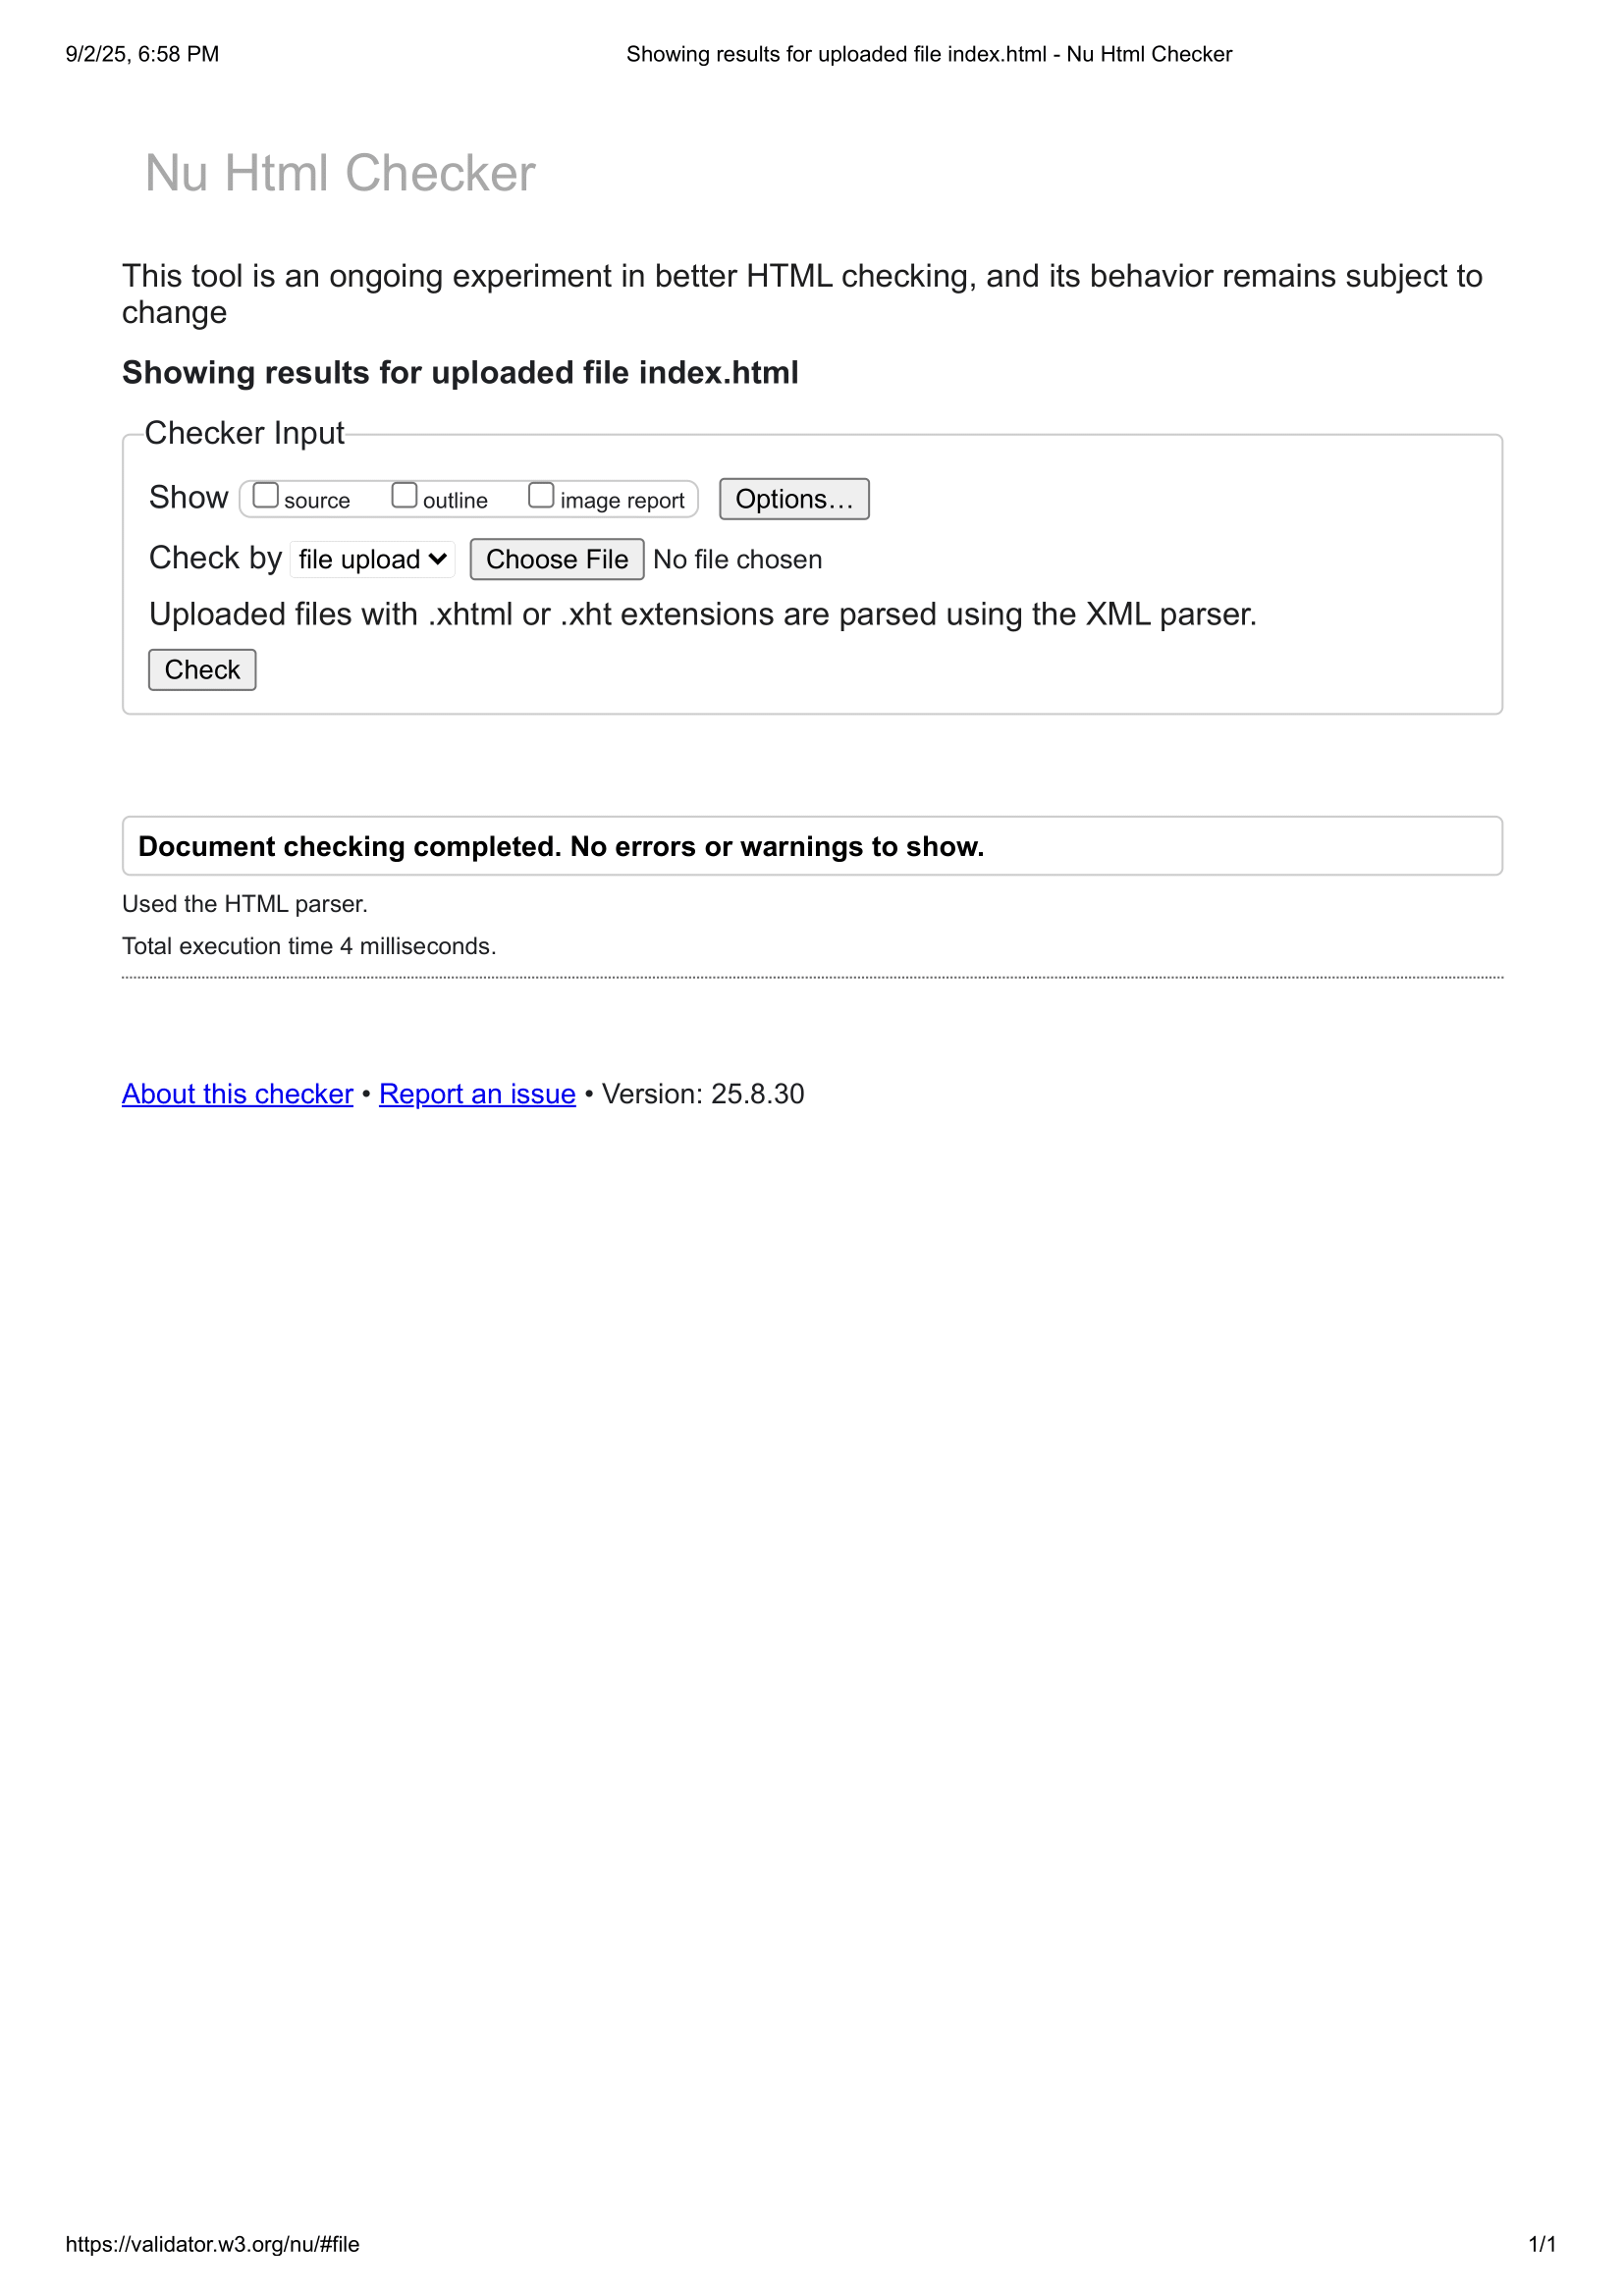 9/2/25, 6:58 PM Showing results for uploaded file index.html - Nu Html Checker
Nu Html Checker
This tool is an ongoing experiment in better HTML checking, and its behavior remains subject to
change
Showing results for uploaded file index.html
Checker Input
Show source outline image report Options…
Check by file upload Choose File No file chosen
Uploaded files with .xhtml or .xht extensions are parsed using the XML parser.
Check
Document checking completed. No errors or warnings to show.
Used the HTML parser.
Total execution time 4 milliseconds.
About this checker • Report an issue • Version: 25.8.30
https://validator.w3.org/nu/#file 1/1